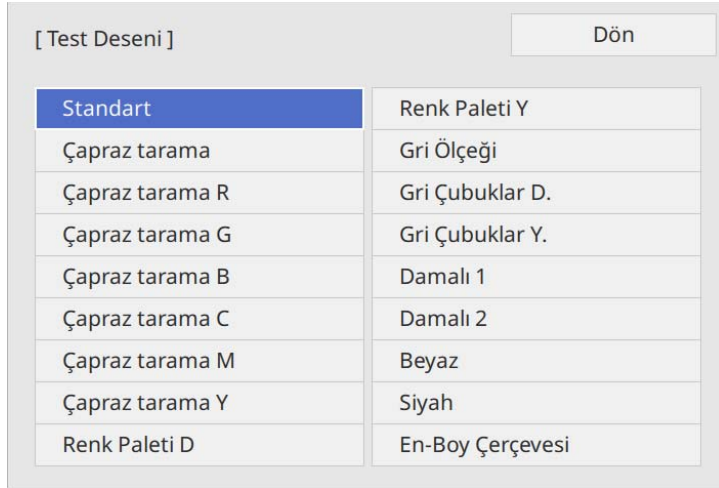 [ Test Deseni ]
Dön
Standart
Çapraz tarama
Çapraz tarama R
Çapraz tarama G
Çapraz tarama B
Çapraz tarama C
Çapraz tarama M
Çapraz tarama Y
Renk Paleti D
Renk Paleti Y
Gri Ölçeği
Gri Çubuklar D.
Gri Çubuklar Y.
Damalı 1
Damalı 2
Beyaz
Siyah
En-Boy Çerçevesi